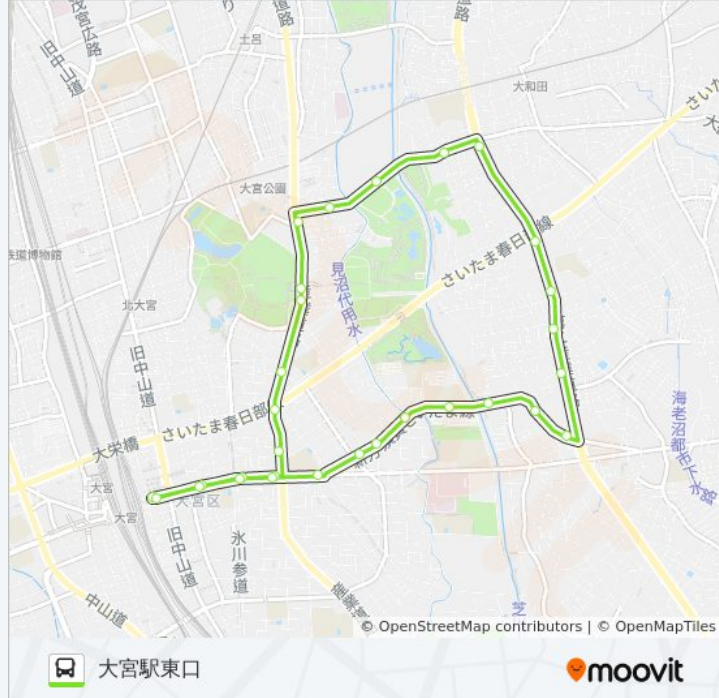 茂宮広路
道路
道路
旧中山道
土呂
大和田
大宮公園
さいたま春日部線
鉄道博物館
見沼代用水
北大宮
旧中山道
さいたま春日部
大栄橋
海老沼都市下水路
大宮
大宮
大宮区
旧中山道
氷川参道
中山道
芝
© OpenStreetMap contributors | © OpenMapTiles
大宮駅東口
moovit